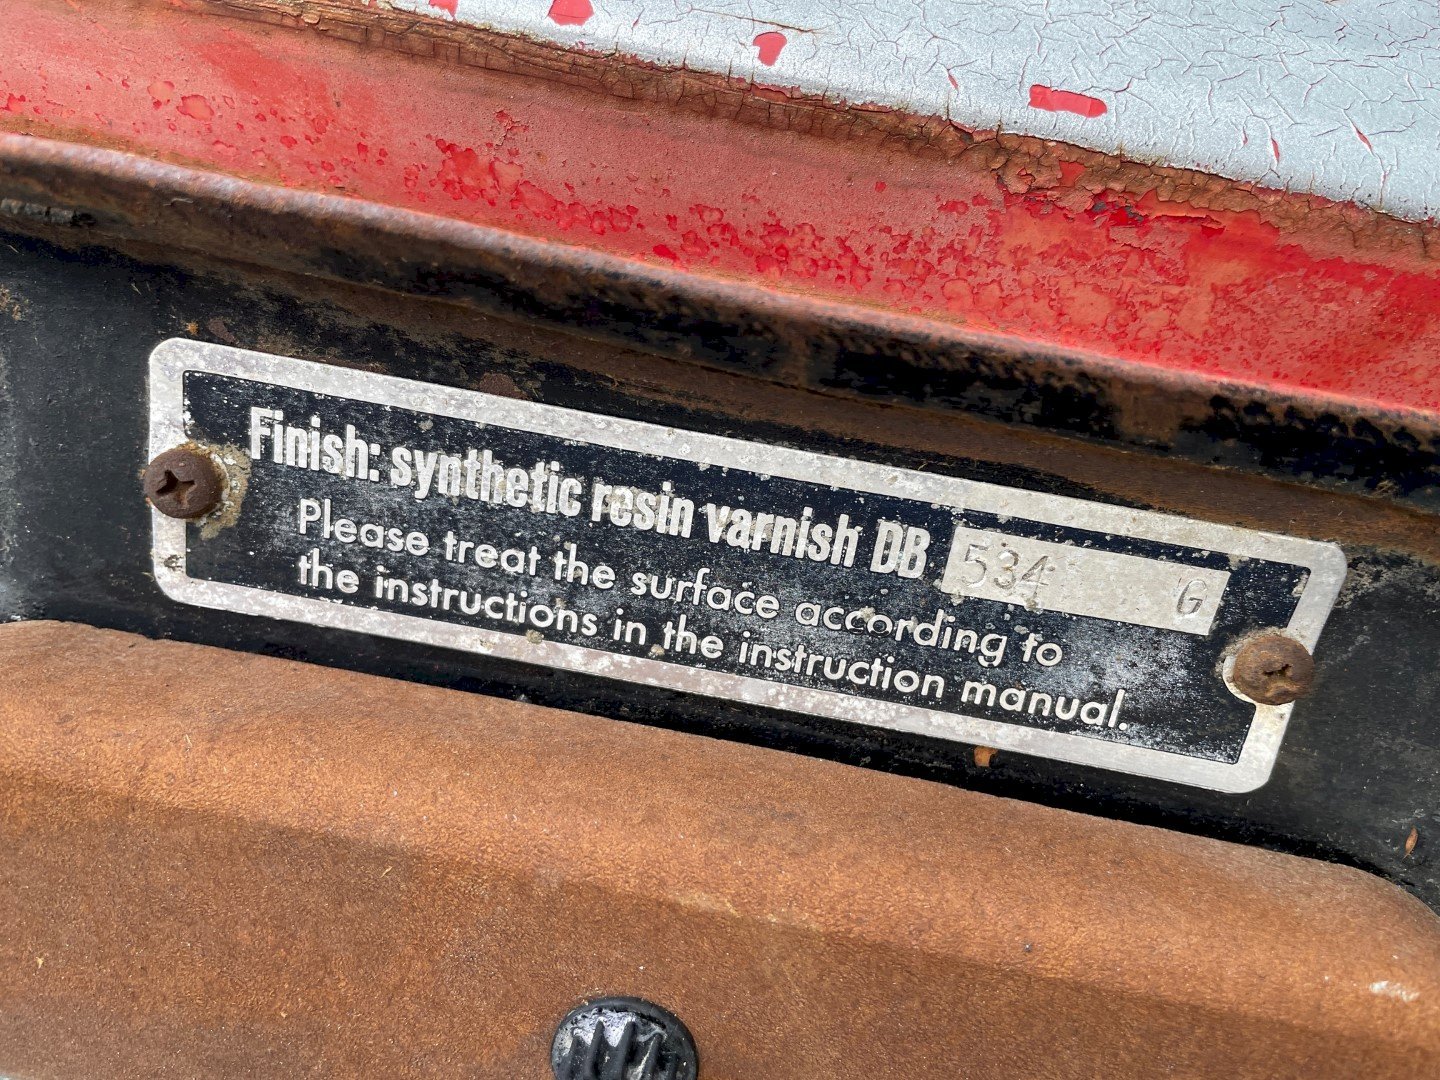 Finish: synthetic resin varnish DB 534 G
Please treat the surface according to
the instructions in the instruction manual.